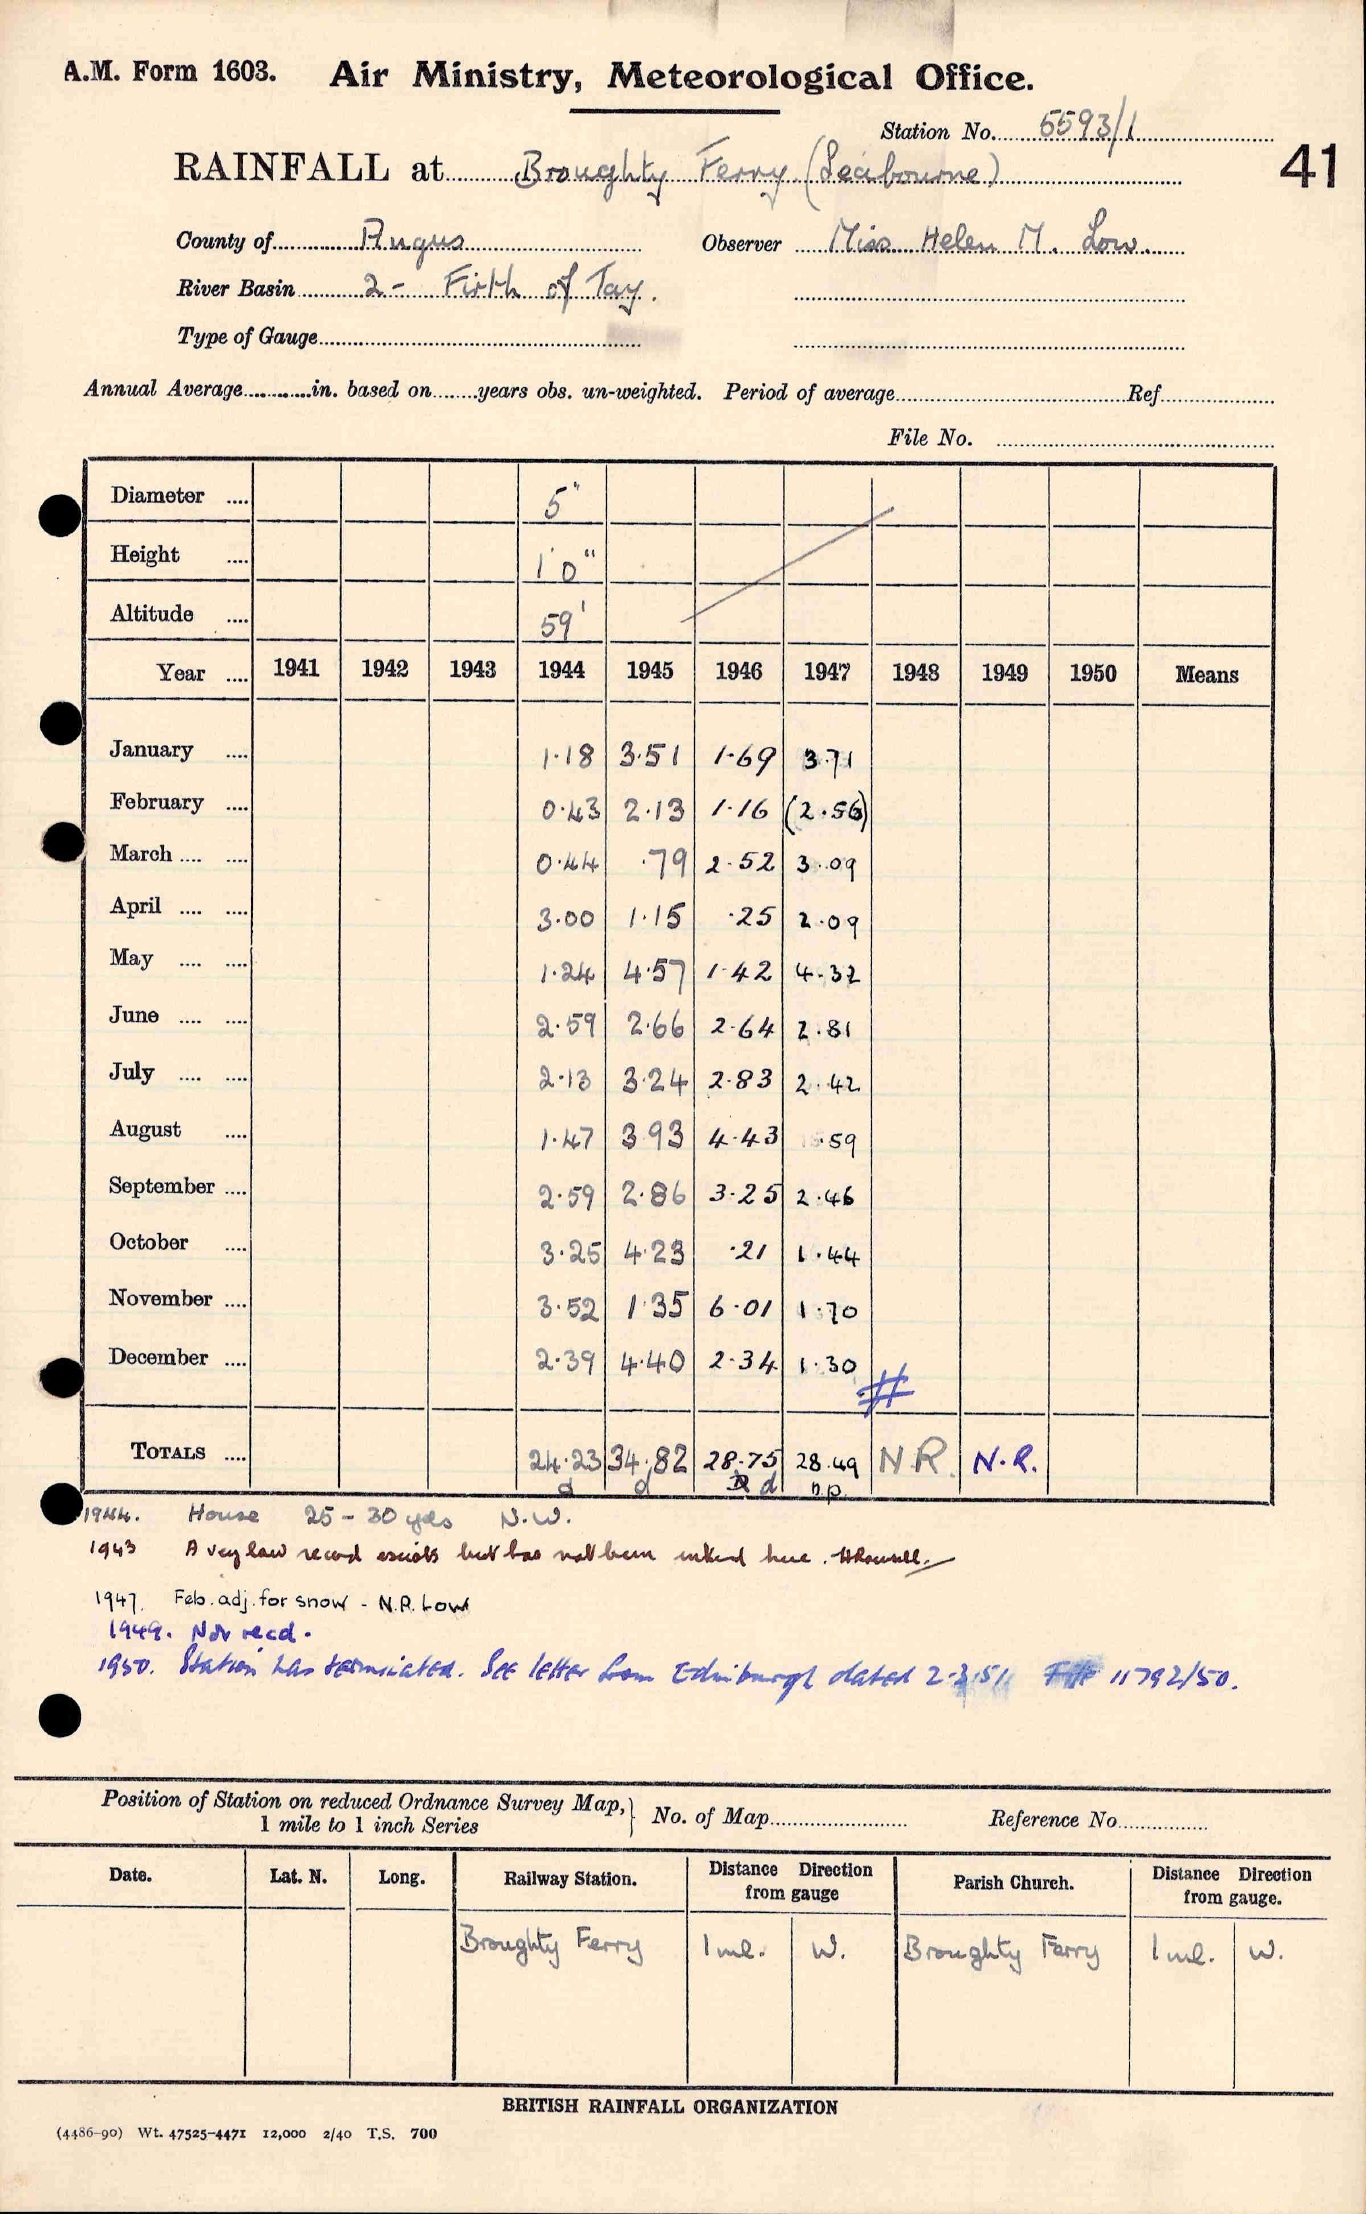 A.M. Form 1603. Air Ministry, Meteorological Office.
Station No. 5593/1
41
RAINFALL at Broughty Ferry (Seabourne)
County of Angus Observer Miss Helen M. Low.
River Basin 2- Firth of Tay.
Type of Gauge
Annual Average in. based on years obs. un-weighted. Period of average Ref
File No.
Diameter 5"
Height 1' 0"
Altitude 59'
Year 1941 1942 1943 1944 1945 1946 1947 1948 1949 1950 Means
January 1.18 3.51 1.69 3.71
February 0.43 2.13 1.16 (2.56)
March 0.44 .79 2.52 3.09
April 3.00 1.15 .25 2.09
May 1.24 4.57 1.42 4.32
June 2.59 2.66 2.64 2.81
July 2.13 3.24 2.83 2.42
August 1.47 3.93 4.43 .59
September 2.59 2.86 3.25 2.46
October 3.25 4.23 .21 1.44
November 3.52 1.35 6.01 1.70
December 2.39 4.40 2.34 1.30
#
TOTALS 24.23 34.82 28.75 28.49 N.R. N.R.
d d d n.p.
1944. House 25-30 yds N.W.
1943 A very low record exists but has not been inked here.
1947. Feb. adj. for snow - N.R. Low
1949. Not recd.
1950. Station has terminated. See letter from Edinburgh dated 2-3-51 File 11792/50.
Position of Station on reduced Ordnance Survey Map, } No. of Map Reference No
1 mile to 1 inch Series
Date. Lat. N. Long. Railway Station. Distance Direction from gauge Parish Church. Distance Direction from gauge.
Broughty Ferry 1 ml. W. Broughty Ferry 1 ml. W.
BRITISH RAINFALL ORGANIZATION
(4486-90) Wt. 47525-4471 12,000 2/40 T.S. 700